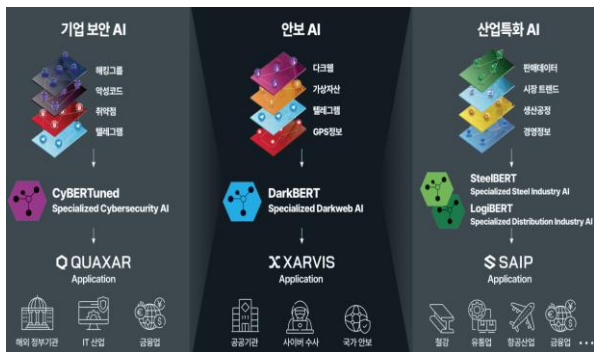 기업 보안 AI
해킹그룹
악성코드
취약점
텔레그램
CyBERTuned
Specialized Cybersecurity AI
QUAXAR
Application
해외 정부기관
IT 산업
금융업
안보 AI
다크웹
가상자산
텔레그램
GPS정보
DarkBERT
Specialized Darkweb AI
XARVIS
Application
공공기관
사이버 수사
국가 안보
산업특화 AI
판매데이터
시장 트렌드
생산공정
경영정보
SteelBERT
Specialized Steel Industry AI
LogiBERT
Specialized Distribution Industry AI
SAIP
Application
철강
유통업
항공산업
금융업
...